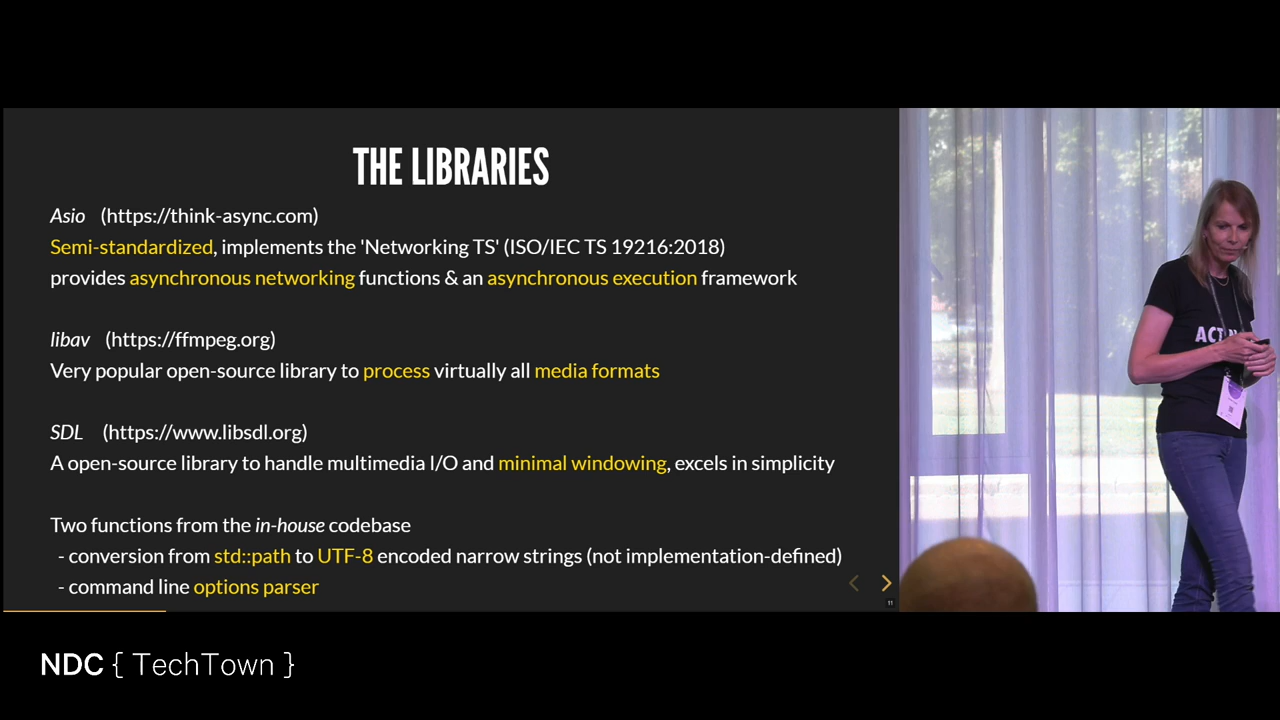 THE LIBRARIES
Asio (https://think-async.com)
Semi-standardized, implements the 'Networking TS' (ISO/IEC TS 19216:2018)
provides asynchronous networking functions & an asynchronous execution framework
libav (https://ffmpeg.org)
Very popular open-source library to process virtually all media formats
SDL (https://www.libsdl.org)
A open-source library to handle multimedia I/O and minimal windowing, excels in simplicity
Two functions from the in-house codebase
- conversion from std::path to UTF-8 encoded narrow strings (not implementation-defined)
- command line options parser
11
NDC { TechTown }